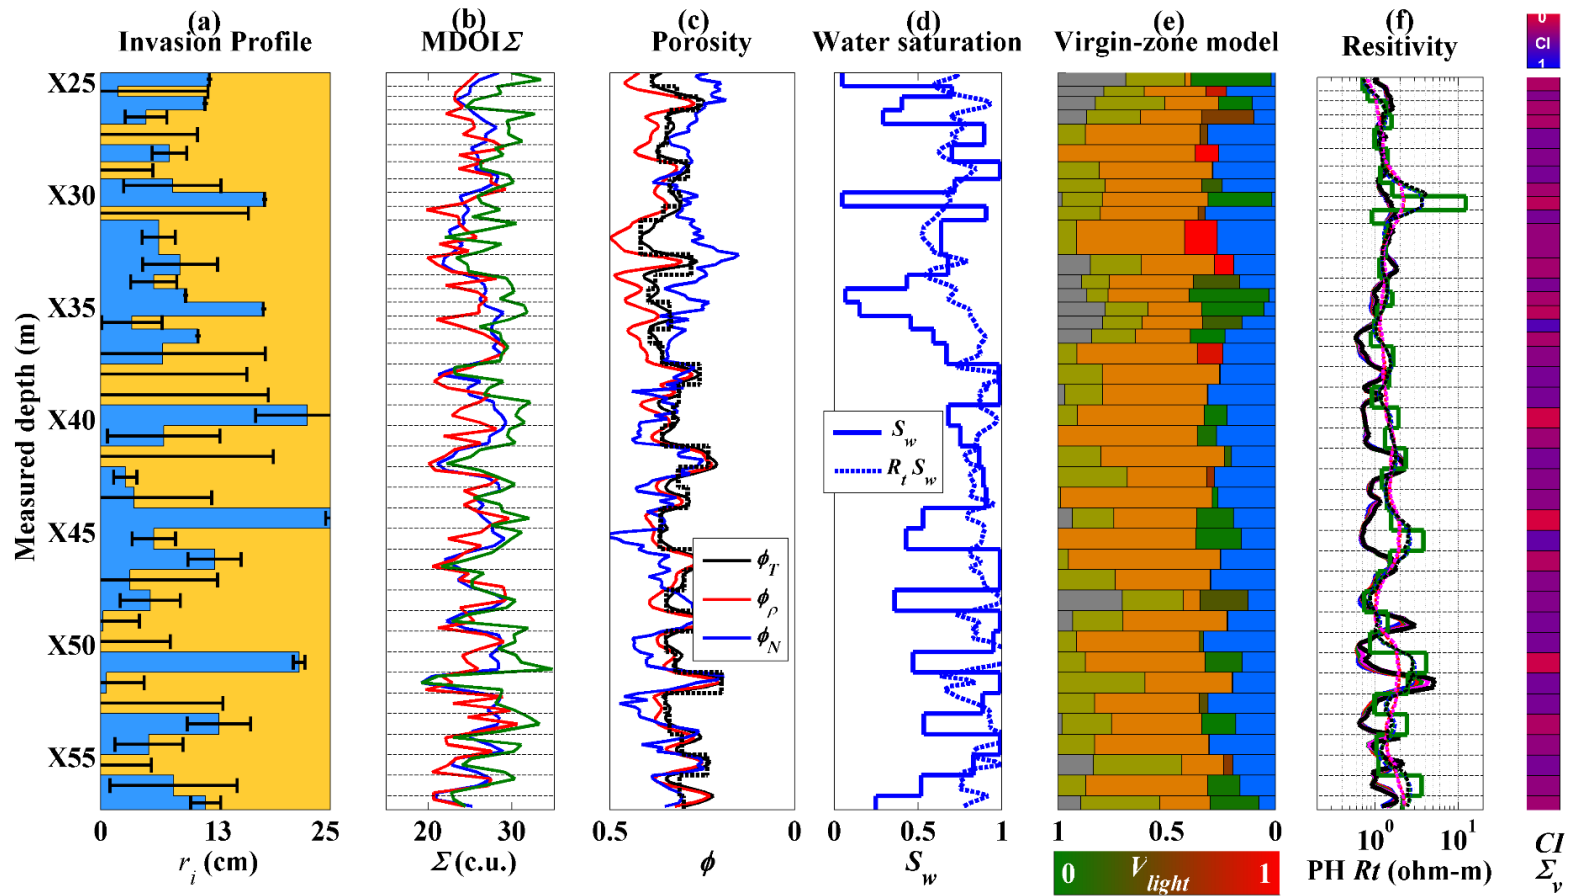 (a)
Invasion Profile
(b)
MDOIΣ
(c)
Porosity
(d)
Water saturation
(e)
Virgin-zone model
(f)
Resitivity
0
CI
1
Measured depth (m)
X25
X30
X35
X40
X45
X50
X55
0 13 25
r_i (cm)
20 30
Σ (c.u.)
ϕ_T
ϕ_ρ
ϕ_N
0.5 0
ϕ
S_w
R_t S_w
0 0.5 1
S_w
1 0.5 0
0 V_light 1
10^0 10^1
PH Rt (ohm-m)
CI
Σ_v